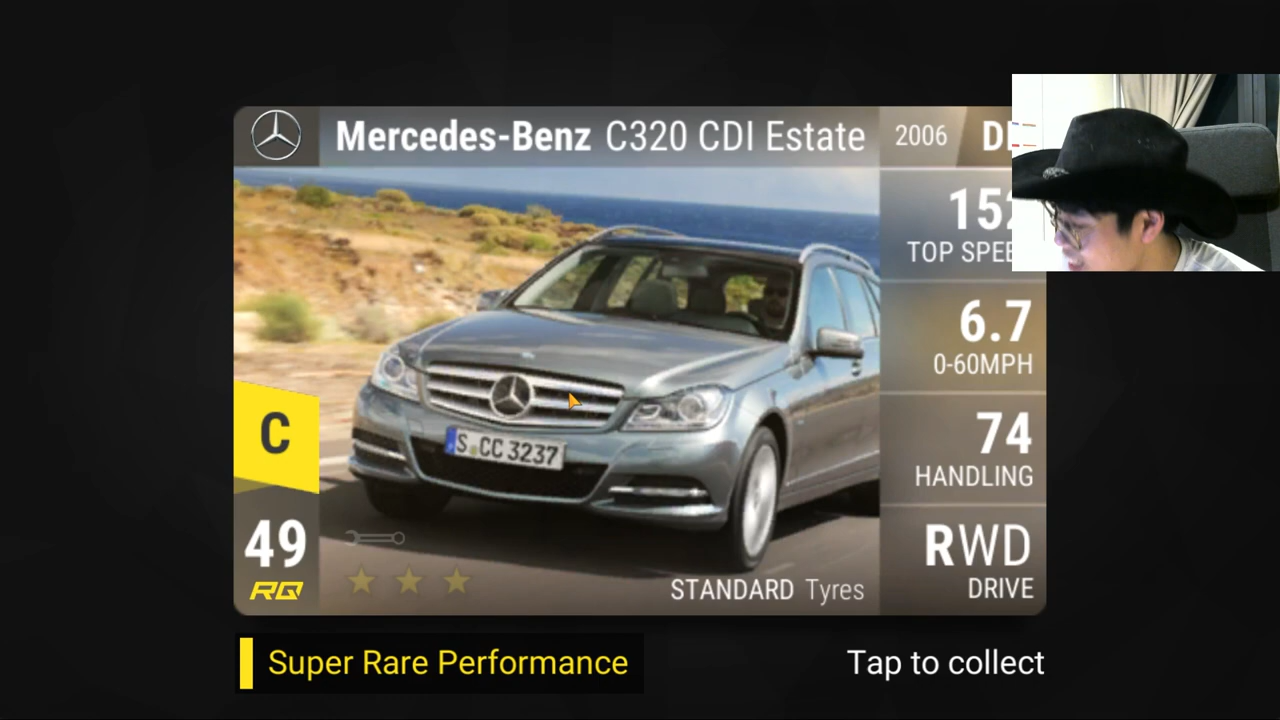 Mercedes-Benz C320 CDI Estate 2006
TOP
6.7
0-60MPH
74
HANDLING
RWD
DRIVE
C
49
RQ
S CC 3237
STANDARD Tyres
Super Rare Performance
Tap to collect